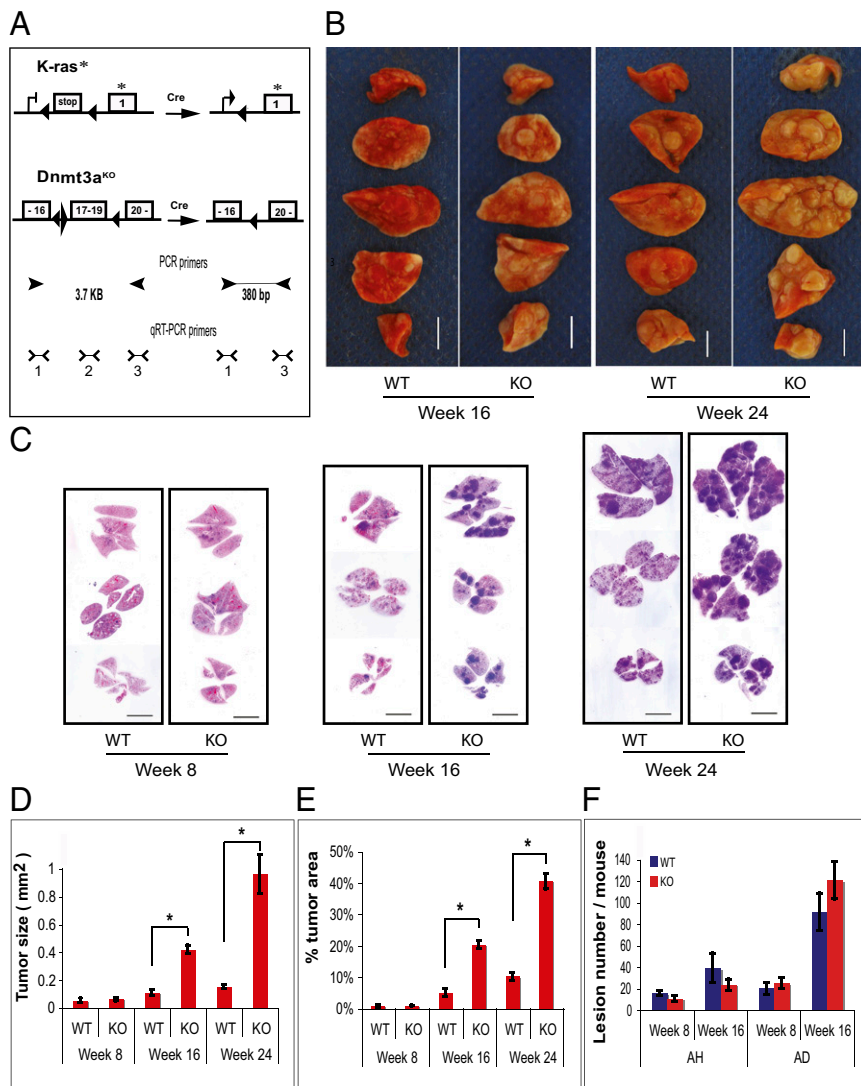 A
K-ras*
*
*
stop
1
Cre
1
Dnmt3aKO
- 16
17-19
20 -
Cre
- 16
20 -
PCR primers
3.7 KB
380 bp
qRT-PCR primers
1
2
3
1
3
B
WT
KO
WT
KO
Week 16
Week 24
C
WT
KO
WT
KO
WT
KO
Week 8
Week 16
Week 24
D
Tumor size ( mm2 )
1
0.8
0.6
0.4
0.2
0
*
*
WT
KO
WT
KO
WT
KO
Week 8
Week 16
Week 24
E
% tumor area
50%
40%
30%
20%
10%
0%
*
*
WT
KO
WT
KO
WT
KO
Week 8
Week 16
Week 24
F
Lesion number / mouse
140
120
100
80
60
40
20
0
WT
KO
Week 8
Week 16
Week 8
Week 16
AH
AD